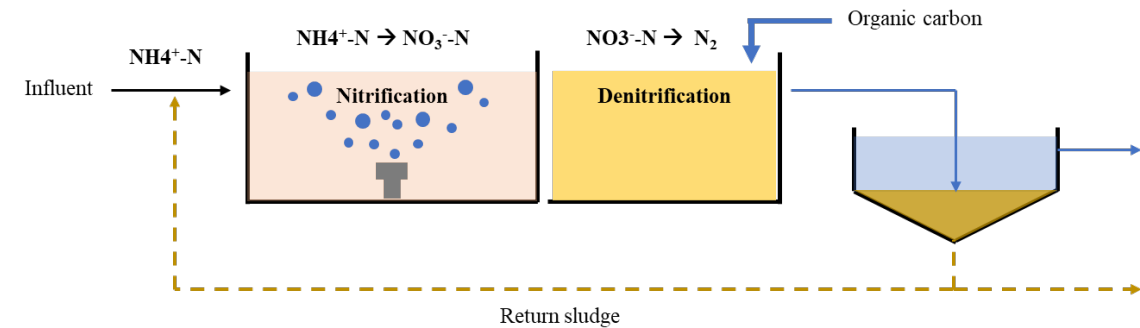 Organic carbon
NH4⁺-N → NO₃⁻-N
NO3⁻-N → N₂
NH4⁺-N
Influent
Nitrification
Denitrification
Return sludge